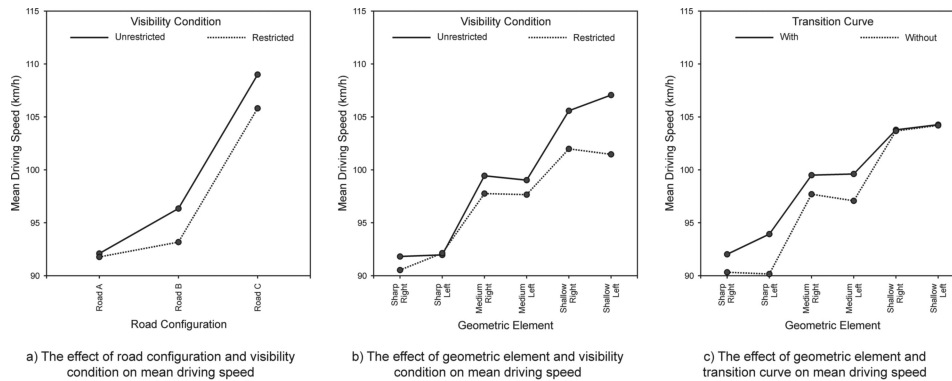 Visibility Condition
Unrestricted Restricted
115
110
105
100
95
90
Mean Driving Speed (km/h)
Road A
Road B
Road C
Road Configuration
a) The effect of road configuration and visibility
condition on mean driving speed
Visibility Condition
Unrestricted Restricted
115
110
105
100
95
90
Mean Driving Speed (km/h)
Sharp
Right
Sharp
Left
Medium
Right
Medium
Left
Shallow
Right
Shallow
Left
Geometric Element
b) The effect of geometric element and visibility
condition on mean driving speed
Transition Curve
With Without
115
110
105
100
95
90
Mean Driving Speed (km/h)
Sharp
Right
Sharp
Left
Medium
Right
Medium
Left
Shallow
Right
Shallow
Left
Geometric Element
c) The effect of geometric element and
transition curve on mean driving speed